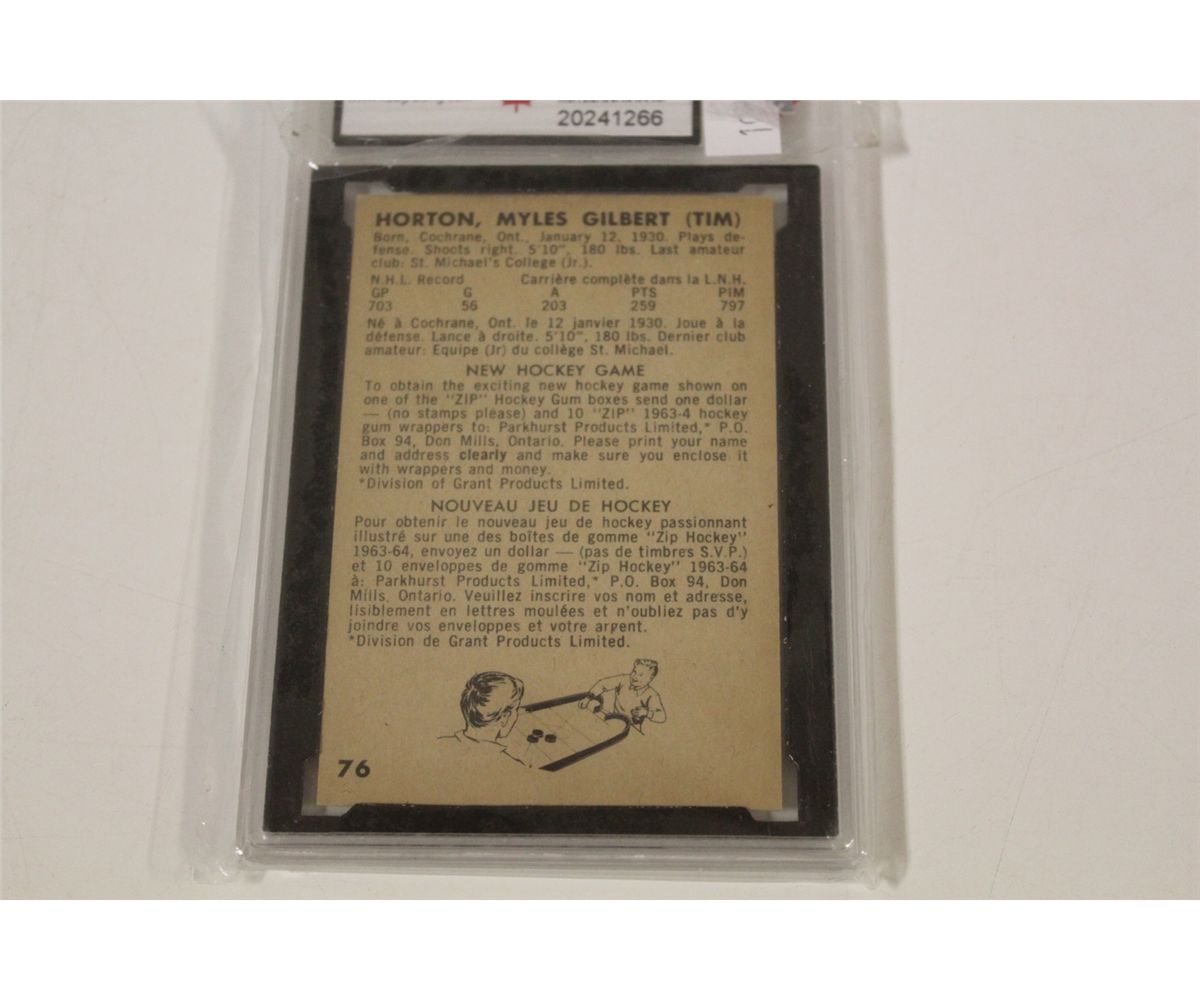 20241266
HORTON, MYLES GILBERT (TIM)
Born, Cochrane, Ont., January 12, 1930. Plays de-
fense. Shoots right. 5'10", 180 lbs. Last amateur
club: St. Michael's College (Jr.).
N.H.L. Record Carrière complète dans la L.N.H.
GP G A PTS PIM
703 56 203 259 797
Né à Cochrane, Ont. le 12 janvier 1930. Joue à la
défense. Lance à droite. 5'10", 180 lbs. Dernier club
amateur: Equipe (Jr) du collège St. Michael.
NEW HOCKEY GAME
To obtain the exciting new hockey game shown on
one of the "ZIP" Hockey Gum boxes send one dollar
— (no stamps please) and 10 "ZIP" 1963-4 hockey
gum wrappers to: Parkhurst Products Limited,* P.O.
Box 94, Don Mills, Ontario. Please print your name
and address clearly and make sure you enclose it
with wrappers and money.
*Division of Grant Products Limited.
NOUVEAU JEU DE HOCKEY
Pour obtenir le nouveau jeu de hockey passionnant
illustré sur une des boîtes de gomme "Zip Hockey"
1963-64, envoyez un dollar — (pas de timbres S.V.P.)
et 10 enveloppes de gomme "Zip Hockey" 1963-64
à: Parkhurst Products Limited,* P.O. Box 94, Don
Mills, Ontario. Veuillez inscrire vos nom et adresse,
lisiblement en lettres moulées et n'oubliez pas d'y
joindre vos enveloppes et votre argent.
*Division de Grant Products Limited.
76